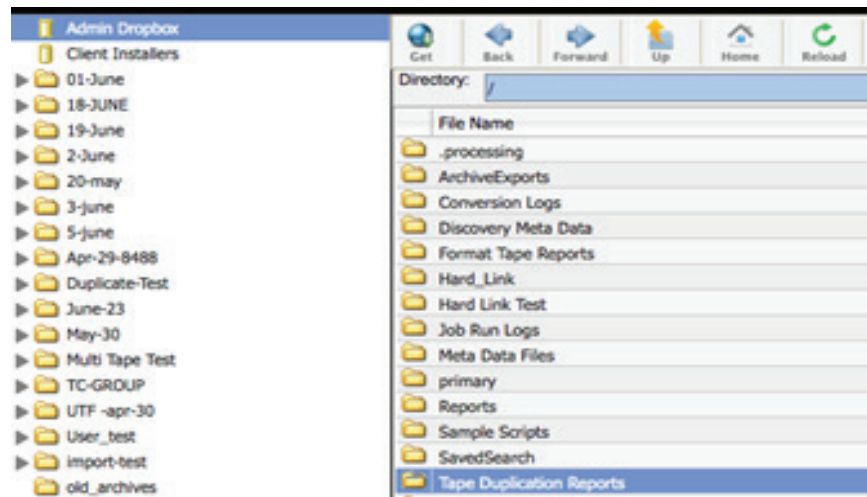 Admin Dropbox
Client Installers
01-June
18-JUNE
19-June
2-June
20-may
3-june
5-june
Apr-29-8488
Duplicate-Test
June-23
May-30
Multi Tape Test
TC-GROUP
UTF -apr-30
User_test
import-test
old_archives
Get Back Forward Up Home Reload
Directory: /
File Name
.processing
ArchiveExports
Conversion Logs
Discovery Meta Data
Format Tape Reports
Hard_Link
Hard Link Test
Job Run Logs
Meta Data Files
primary
Reports
Sample Scripts
SavedSearch
Tape Duplication Reports